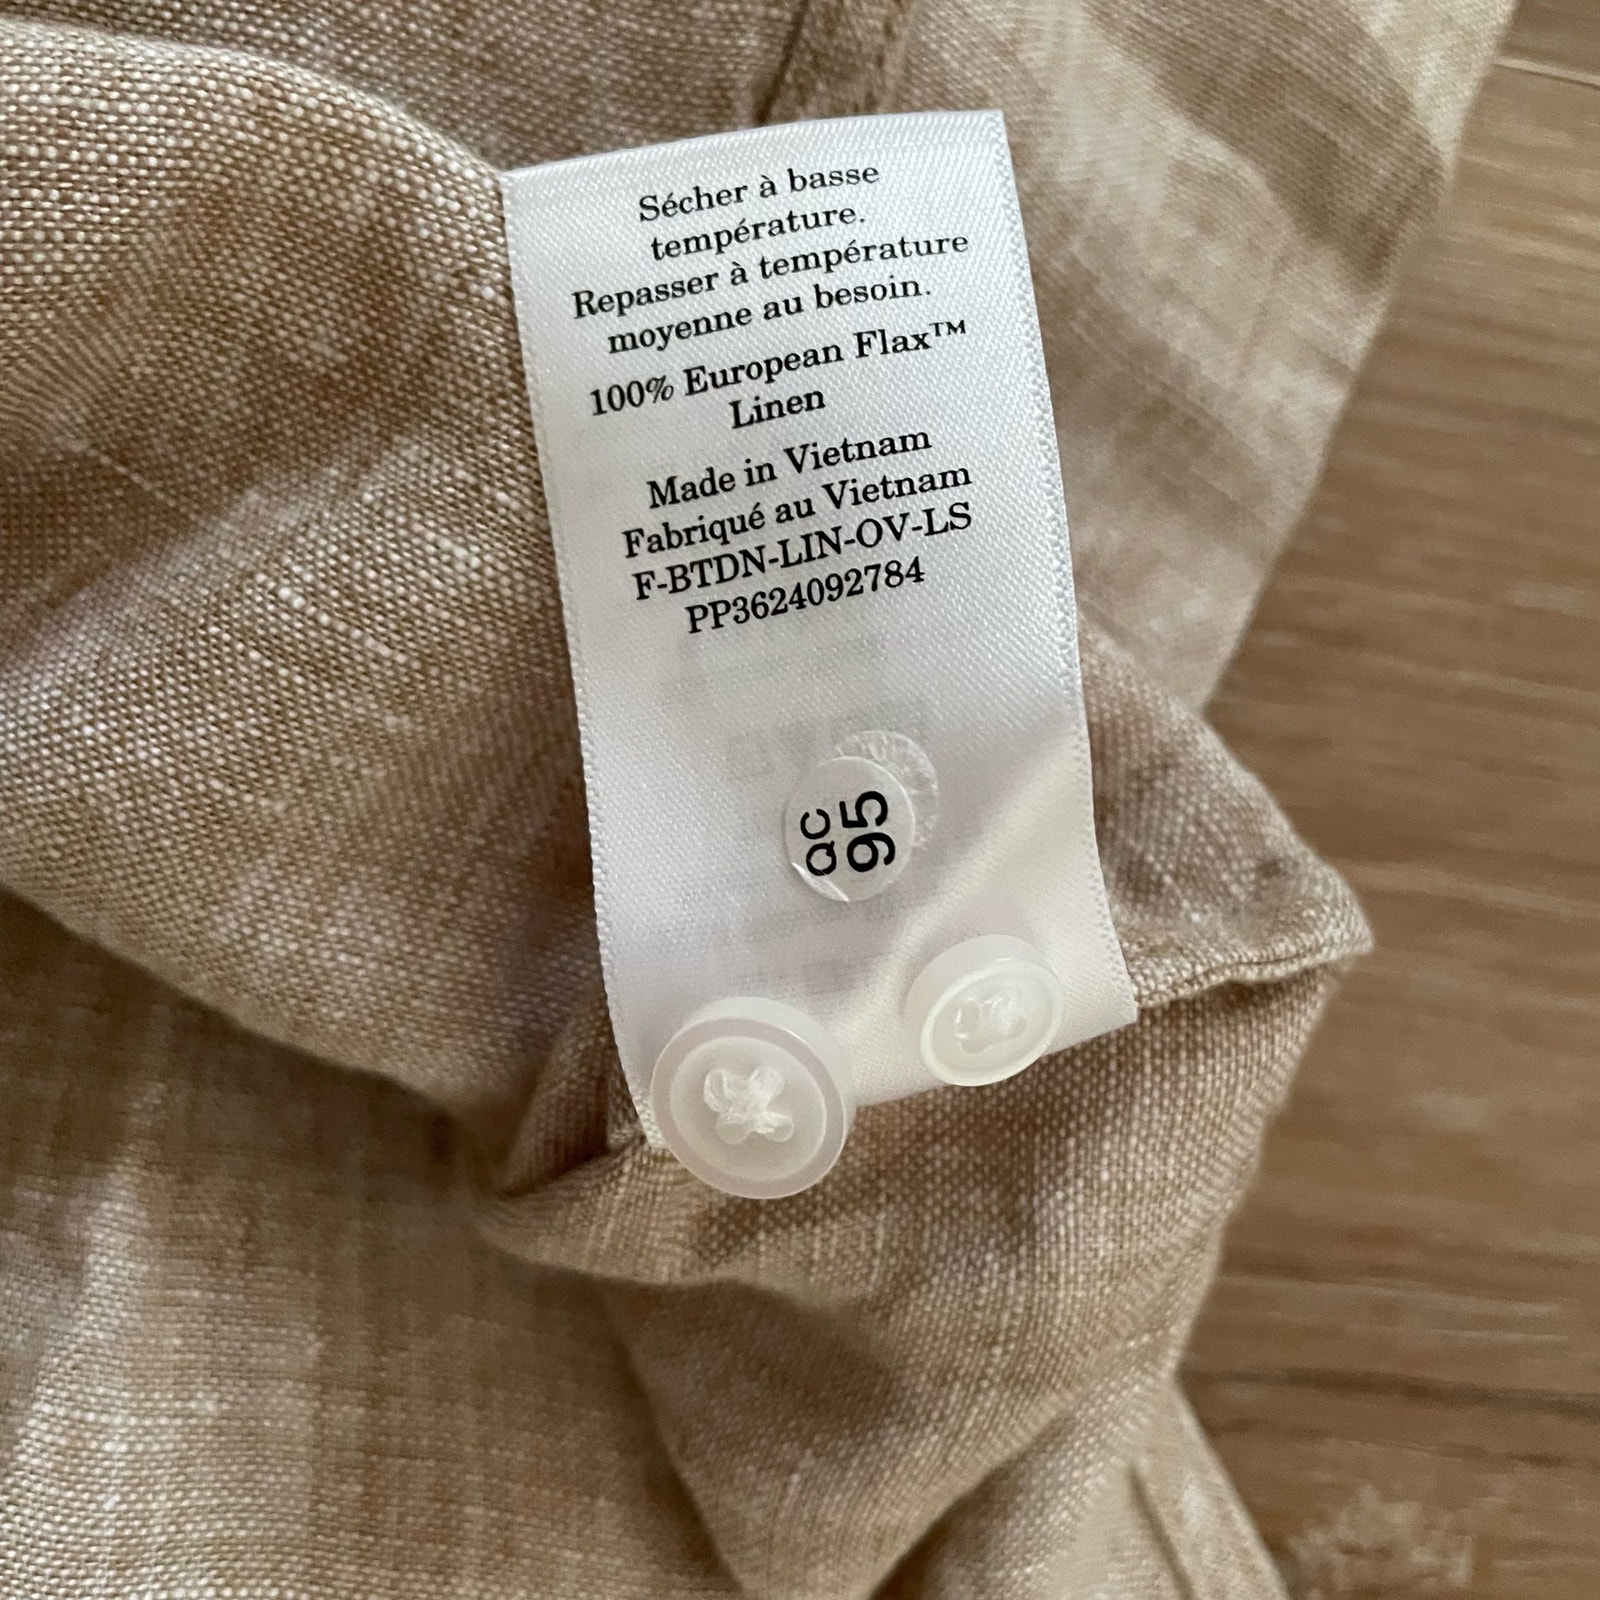 Sécher à basse
température.
Repasser à température
moyenne au besoin.
100% European Flax™
Linen
Made in Vietnam
Fabriqué au Vietnam
F-BTDN-LIN-OV-LS
PP3624092784
QC
95